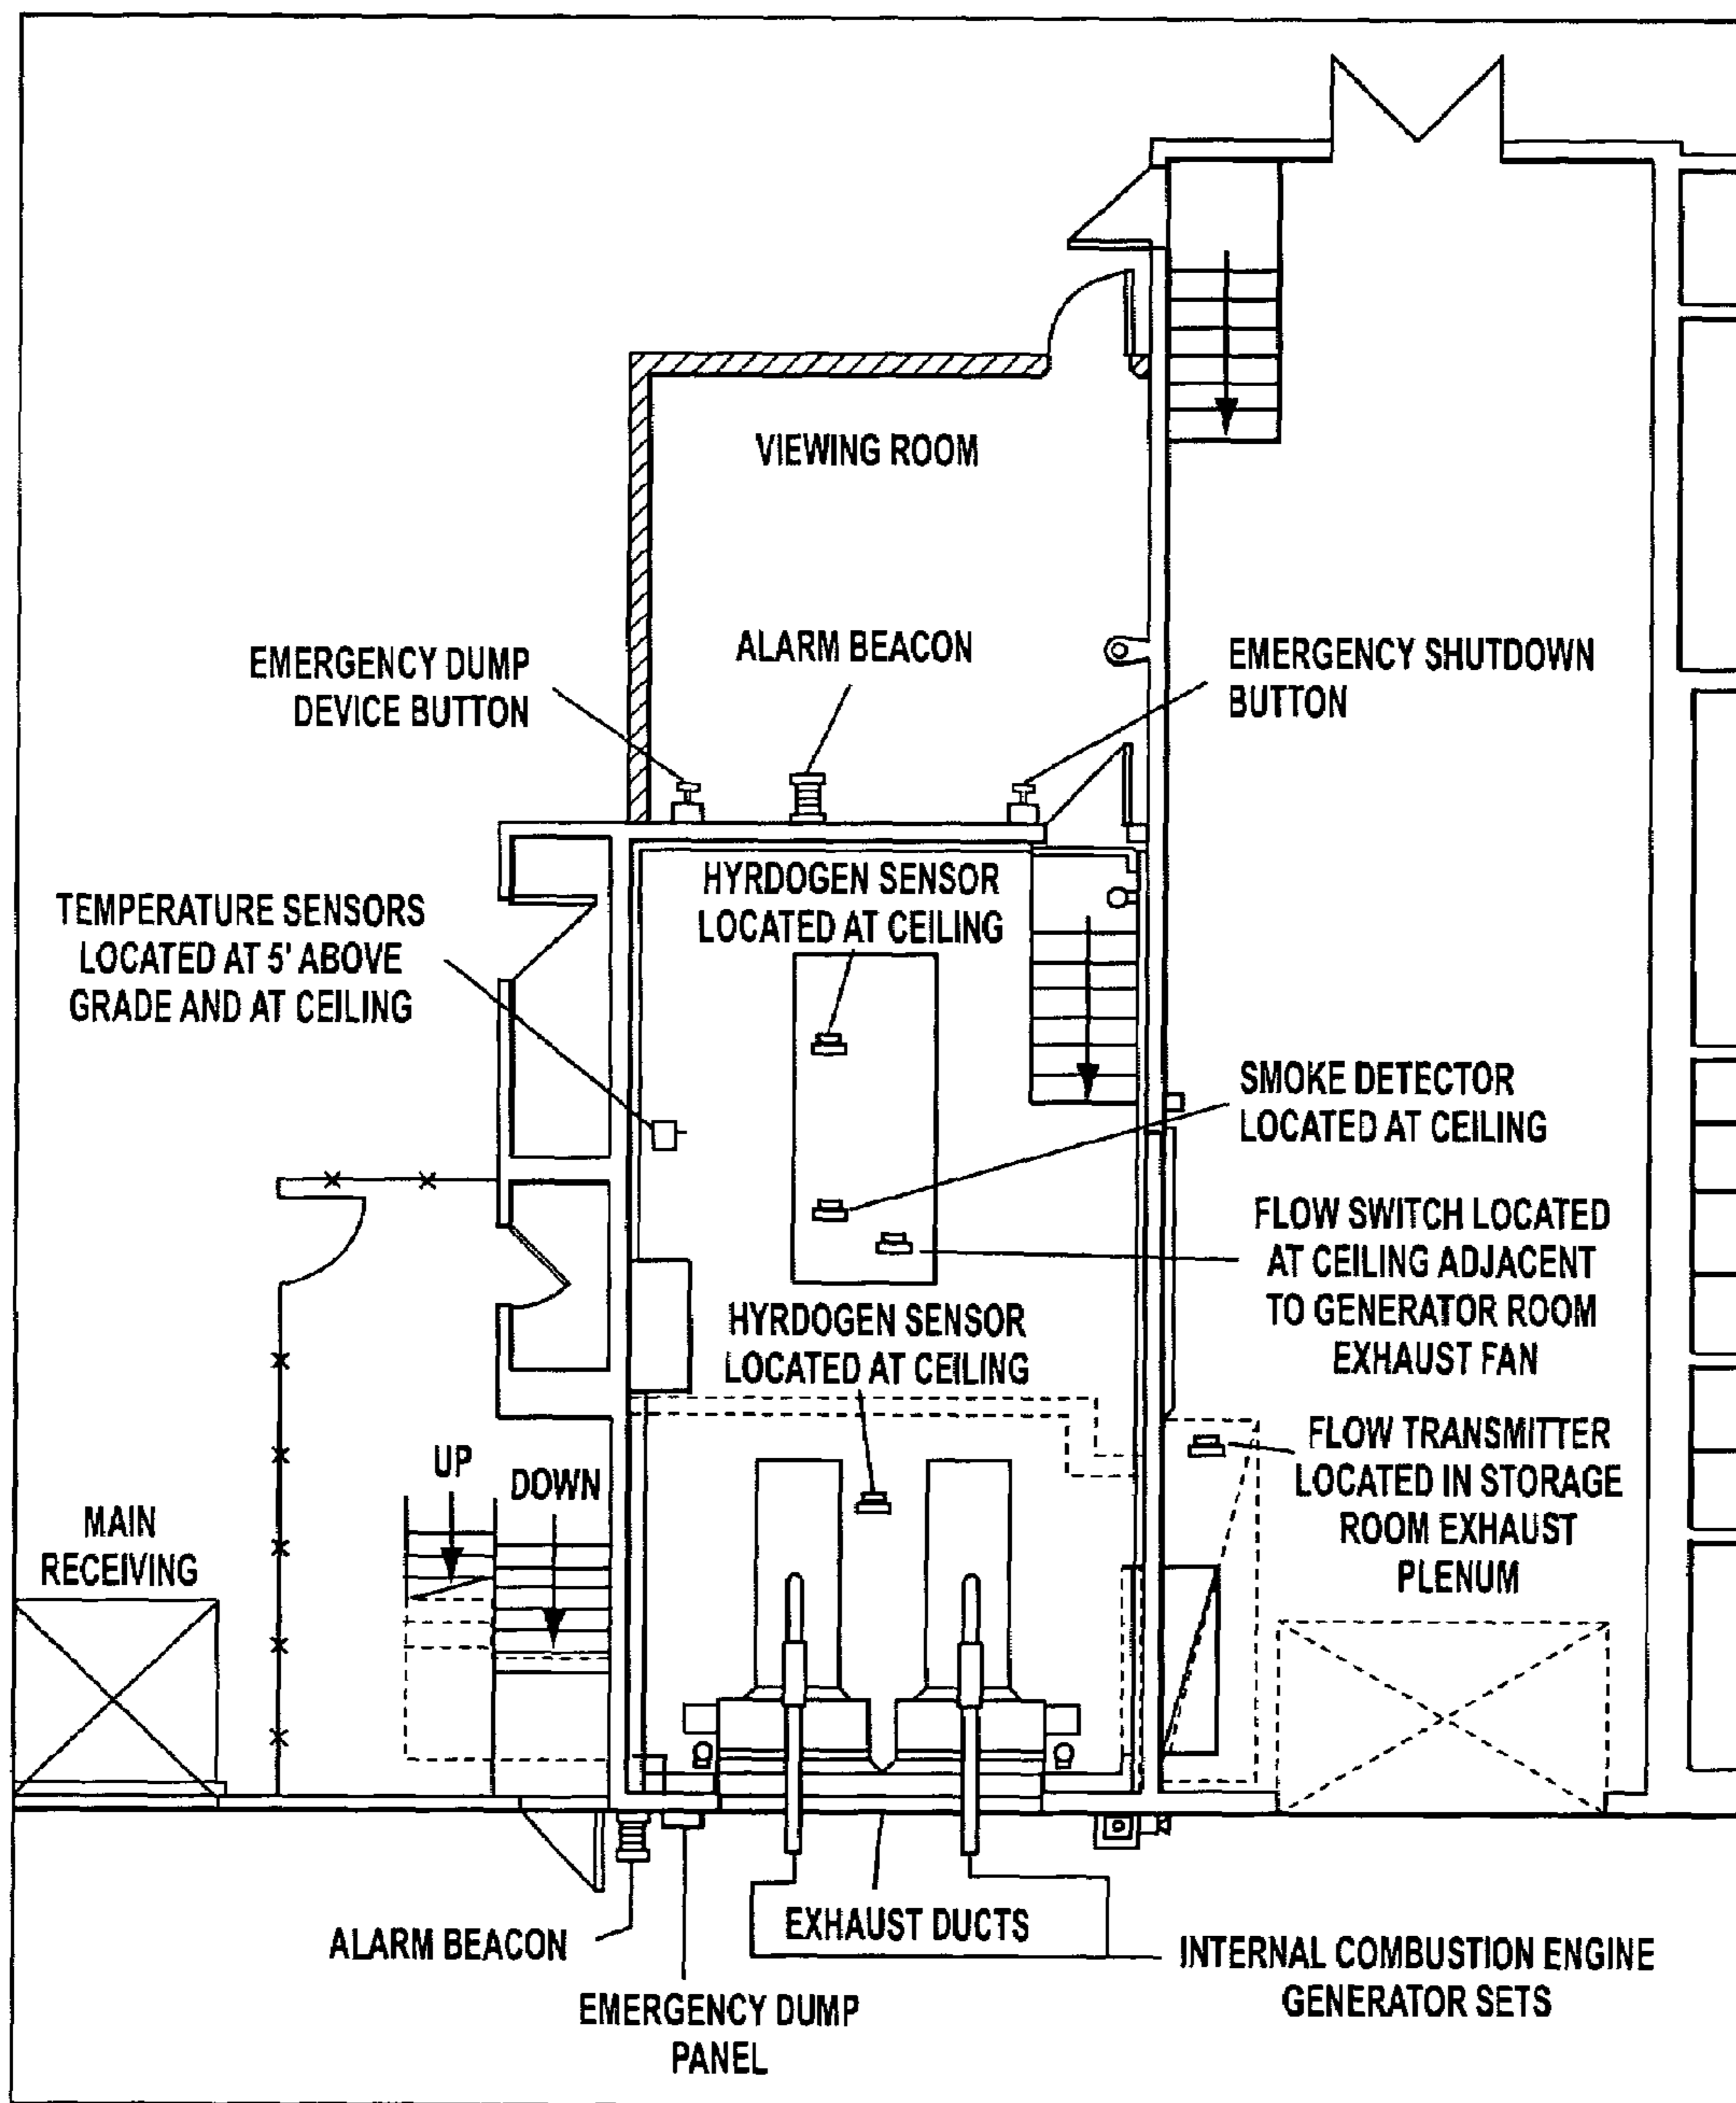 VIEWING ROOM
EMERGENCY DUMP
DEVICE BUTTON
ALARM BEACON
EMERGENCY SHUTDOWN
BUTTON
TEMPERATURE SENSORS
LOCATED AT 5' ABOVE
GRADE AND AT CEILING
HYRDOGEN SENSOR
LOCATED AT CEILING
SMOKE DETECTOR
LOCATED AT CEILING
FLOW SWITCH LOCATED
AT CEILING ADJACENT
TO GENERATOR ROOM
EXHAUST FAN
HYRDOGEN SENSOR
LOCATED AT CEILING
FLOW TRANSMITTER
LOCATED IN STORAGE
ROOM EXHAUST
PLENUM
UP
DOWN
MAIN
RECEIVING
ALARM BEACON
EXHAUST DUCTS
EMERGENCY DUMP
PANEL
INTERNAL COMBUSTION ENGINE
GENERATOR SETS